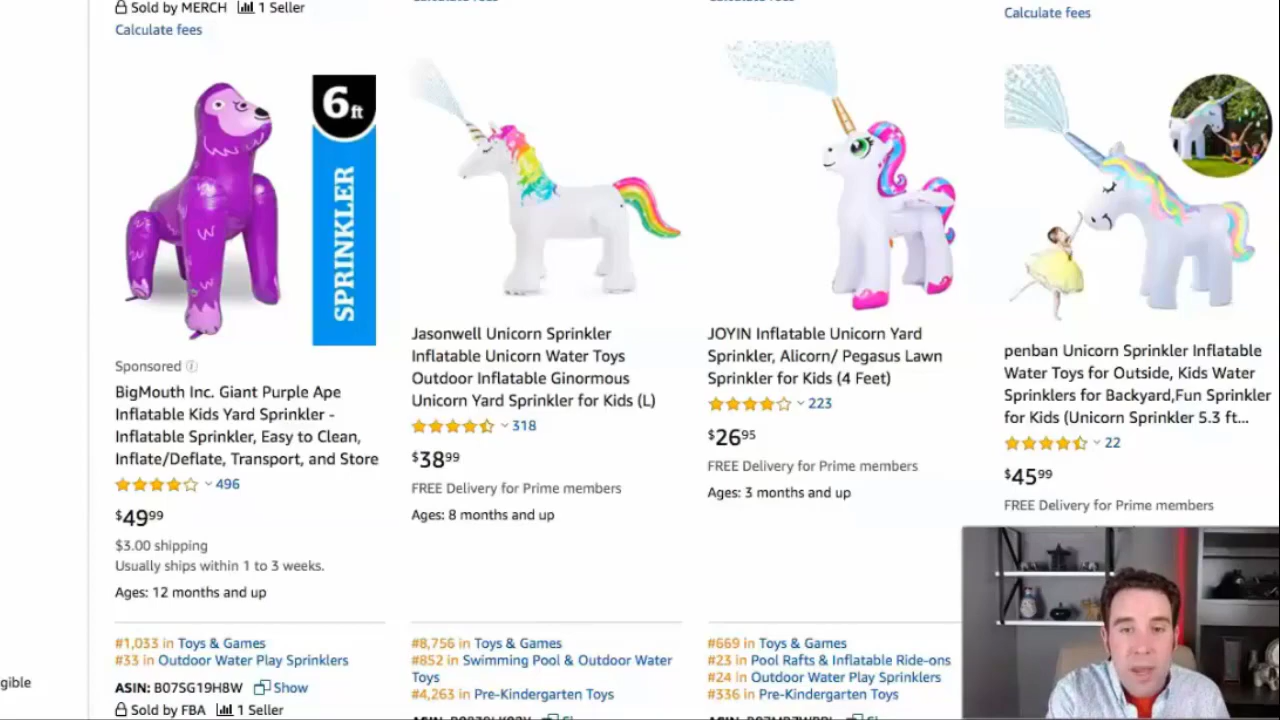 Sold by MERCH 1 Seller
Calculate fees
Calculate fees
6ft
SPRINKLER
Sponsored
BigMouth Inc. Giant Purple Ape
Inflatable Kids Yard Sprinkler -
Inflatable Sprinkler, Easy to Clean,
Inflate/Deflate, Transport, and Store
496
$49.99
$3.00 shipping
Usually ships within 1 to 3 weeks.
Ages: 12 months and up
#1,033 in Toys & Games
#33 in Outdoor Water Play Sprinklers
ASIN: B07SG19H8W Show
Sold by FBA 1 Seller
Jasonwell Unicorn Sprinkler
Inflatable Unicorn Water Toys
Outdoor Inflatable Ginormous
Unicorn Yard Sprinkler for Kids (L)
318
$38.99
FREE Delivery for Prime members
Ages: 8 months and up
#8,756 in Toys & Games
#852 in Swimming Pool & Outdoor Water
Toys
#4,263 in Pre-Kindergarten Toys
JOYIN Inflatable Unicorn Yard
Sprinkler, Alicorn/ Pegasus Lawn
Sprinkler for Kids (4 Feet)
223
$26.95
FREE Delivery for Prime members
Ages: 3 months and up
#669 in Toys & Games
#23 in Pool Rafts & Inflatable Ride-ons
#24 in Outdoor Water Play Sprinklers
#336 in Pre-Kindergarten Toys
penban Unicorn Sprinkler Inflatable
Water Toys for Outside, Kids Water
Sprinklers for Backyard,Fun Sprinkler
for Kids (Unicorn Sprinkler 5.3 ft...
22
$45.99
FREE Delivery for Prime members
gible